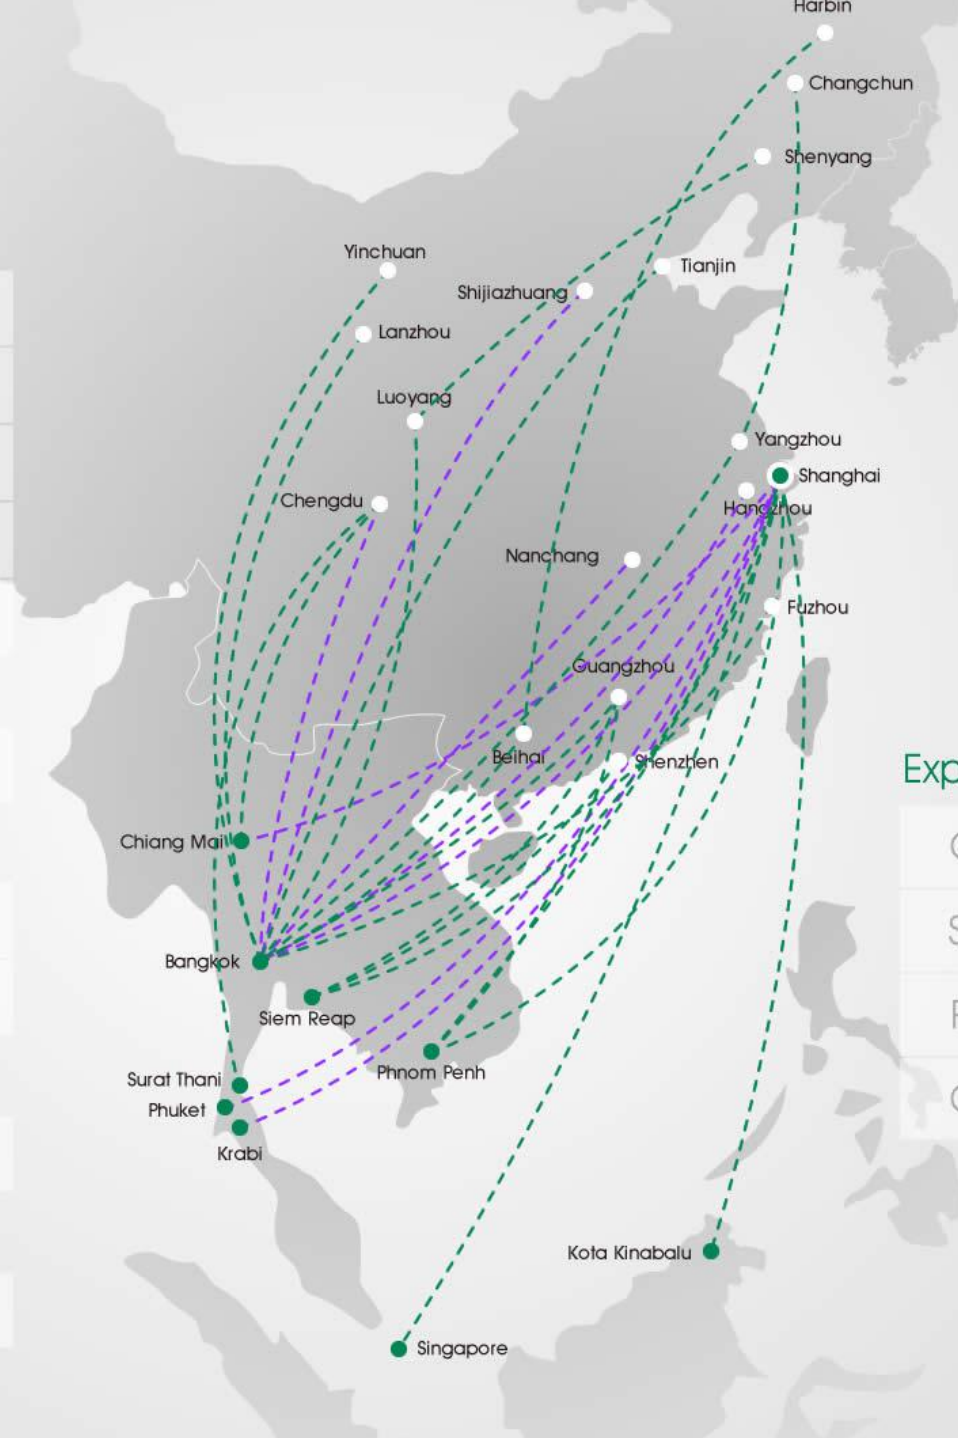 Harbin
Changchun
Shenyang
Yinchuan
Tianjin
Shijiazhuang
Lanzhou
Luoyang
Yangzhou
Shanghai
Chengdu
Hangzhou
Nanchang
Fuzhou
Guangzhou
Beihai
Shenzhen
Exp
Chiang Mai
Bangkok
Siem Reap
Phnom Penh
Surat Thani
Phuket
Krabi
Kota Kinabalu
Singapore